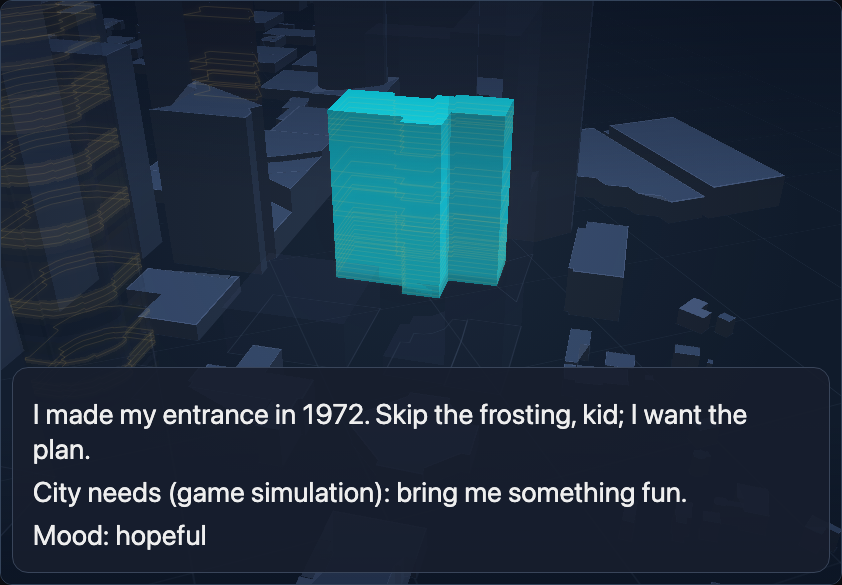 I made my entrance in 1972. Skip the frosting, kid; I want the
plan.
City needs (game simulation): bring me something fun.
Mood: hopeful